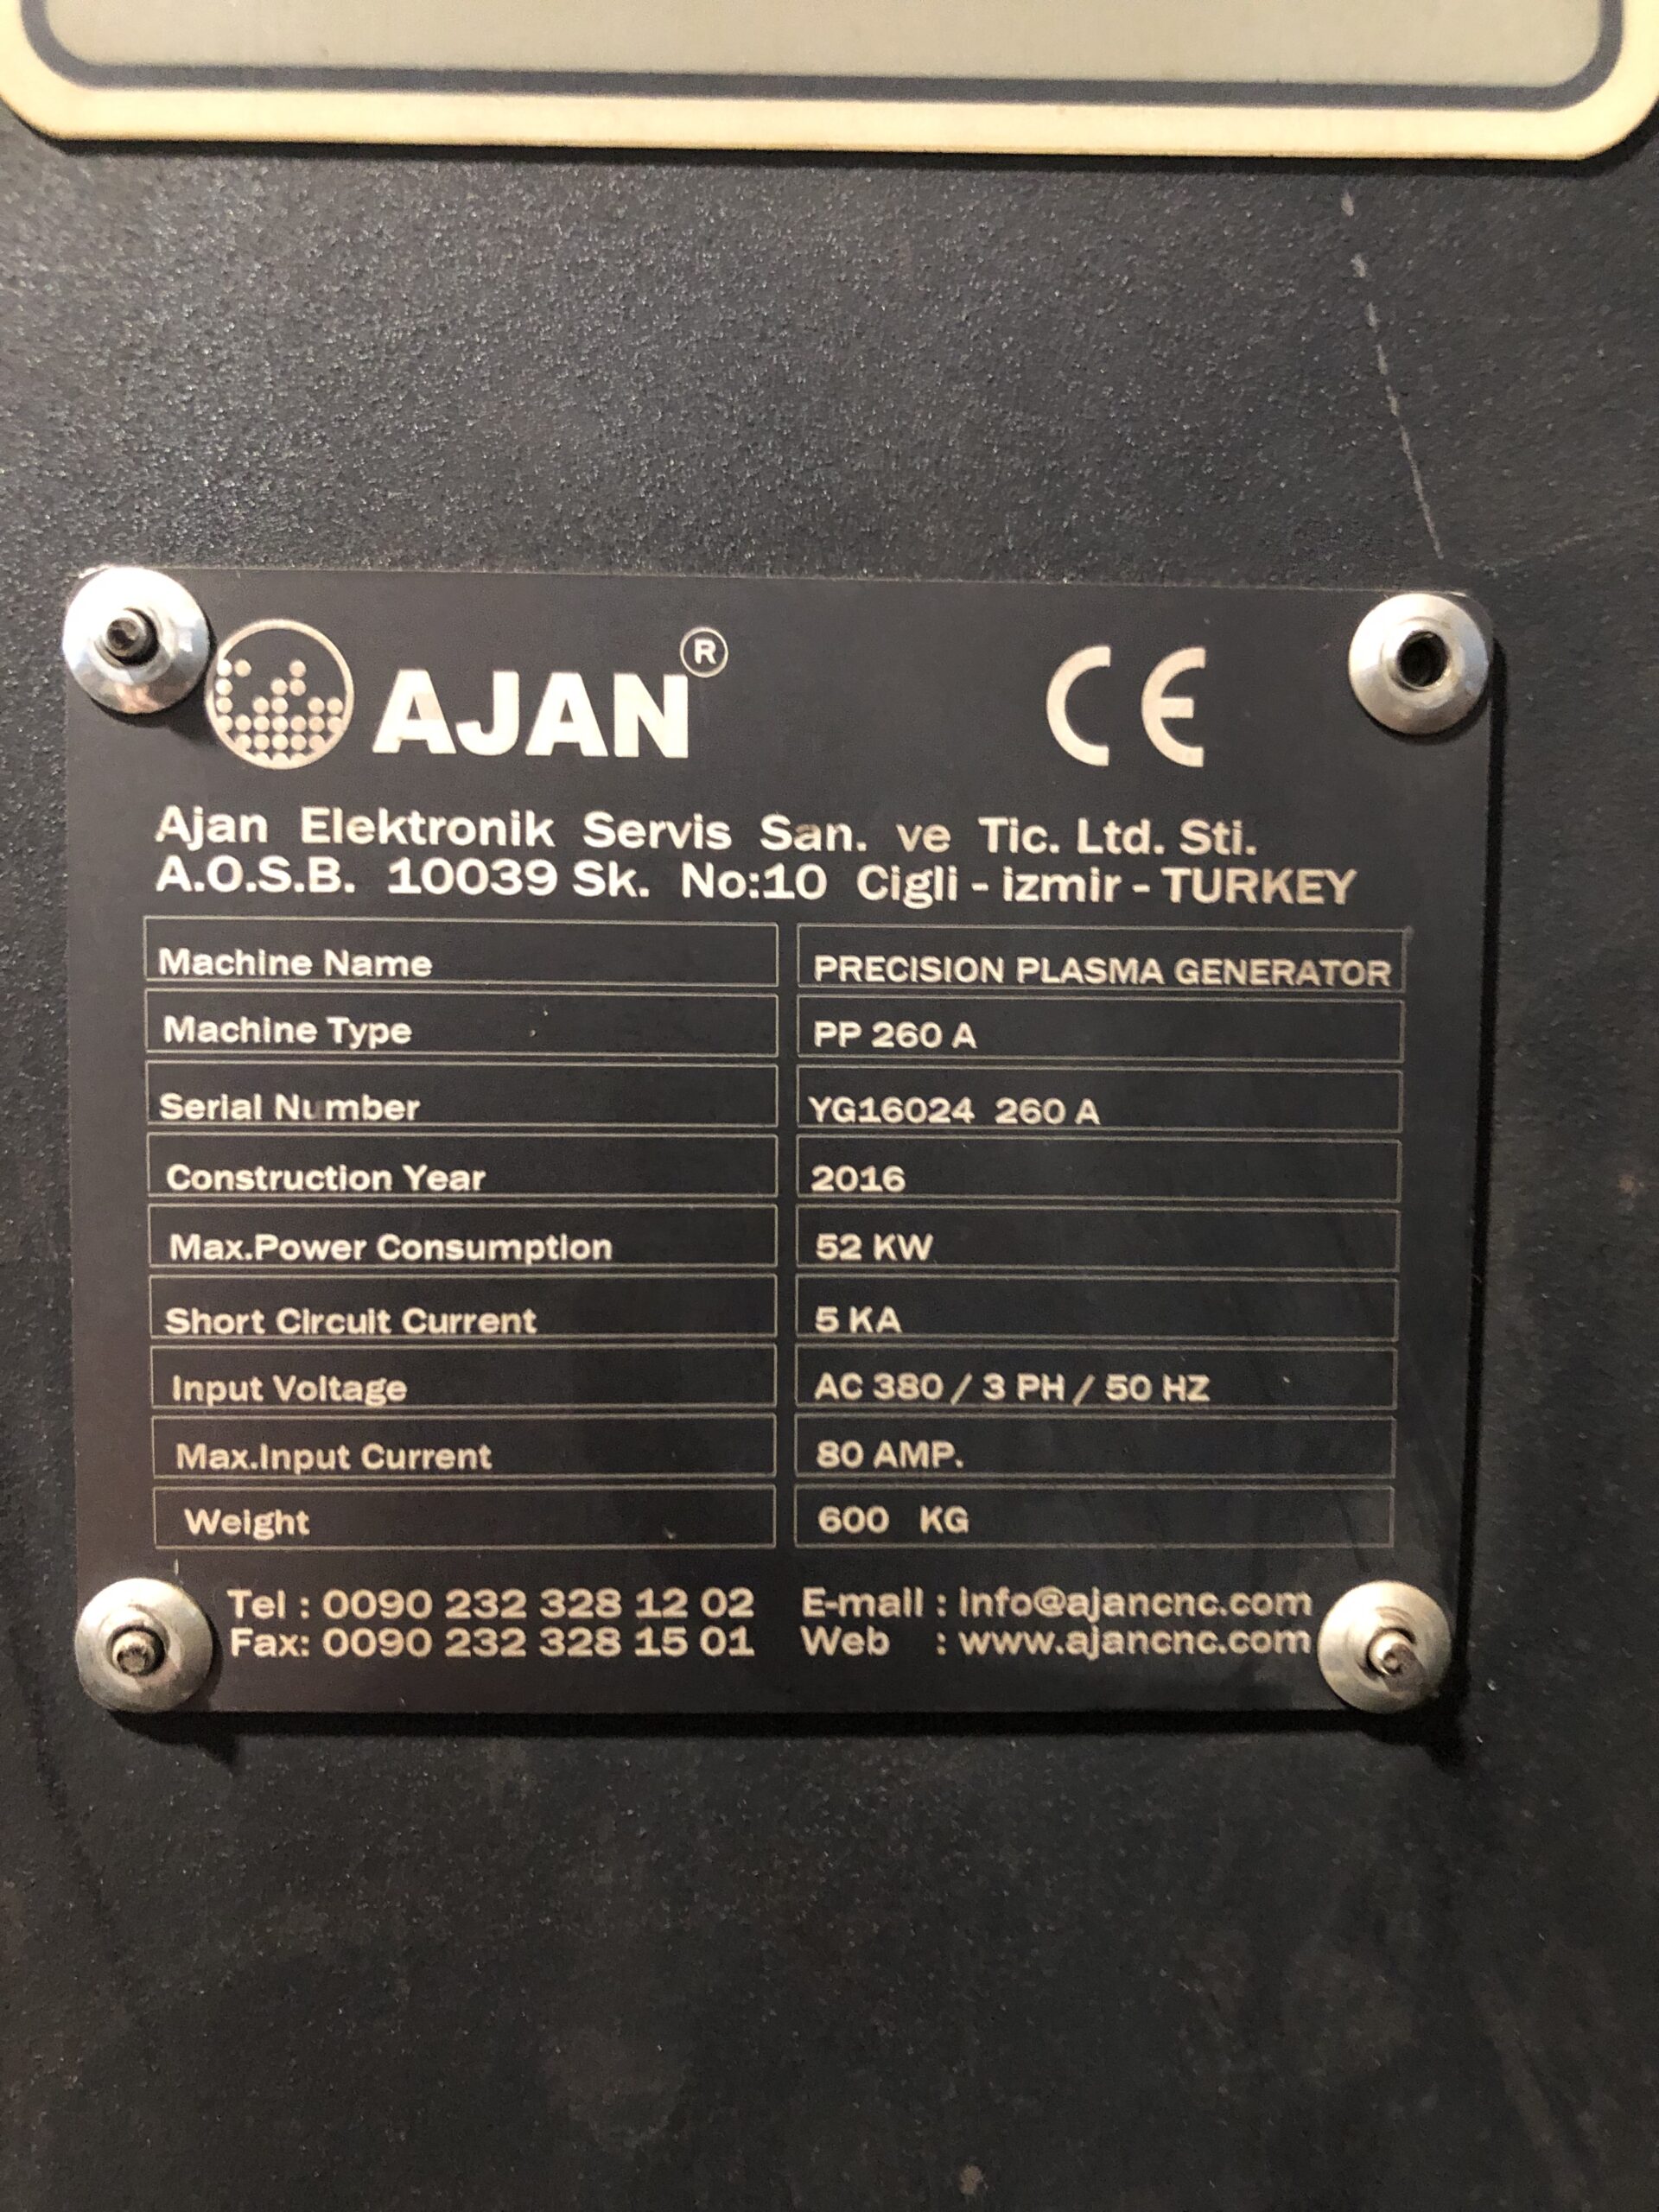 AJAN®
CE
Ajan Elektronik Servis San. ve Tic. Ltd. Sti.
A.O.S.B. 10039 Sk. No:10 Cigli - izmir - TURKEY
Machine Name PRECISION PLASMA GENERATOR
Machine Type PP 260 A
Serial Number YG16024 260 A
Construction Year 2016
Max.Power Consumption 52 KW
Short Circuit Current 5 KA
Input Voltage AC 380 / 3 PH / 50 HZ
Max.Input Current 80 AMP.
Weight 600 KG
Tel : 0090 232 328 12 02 E-mail : info@ajancnc.com
Fax: 0090 232 328 15 01 Web : www.ajancnc.com